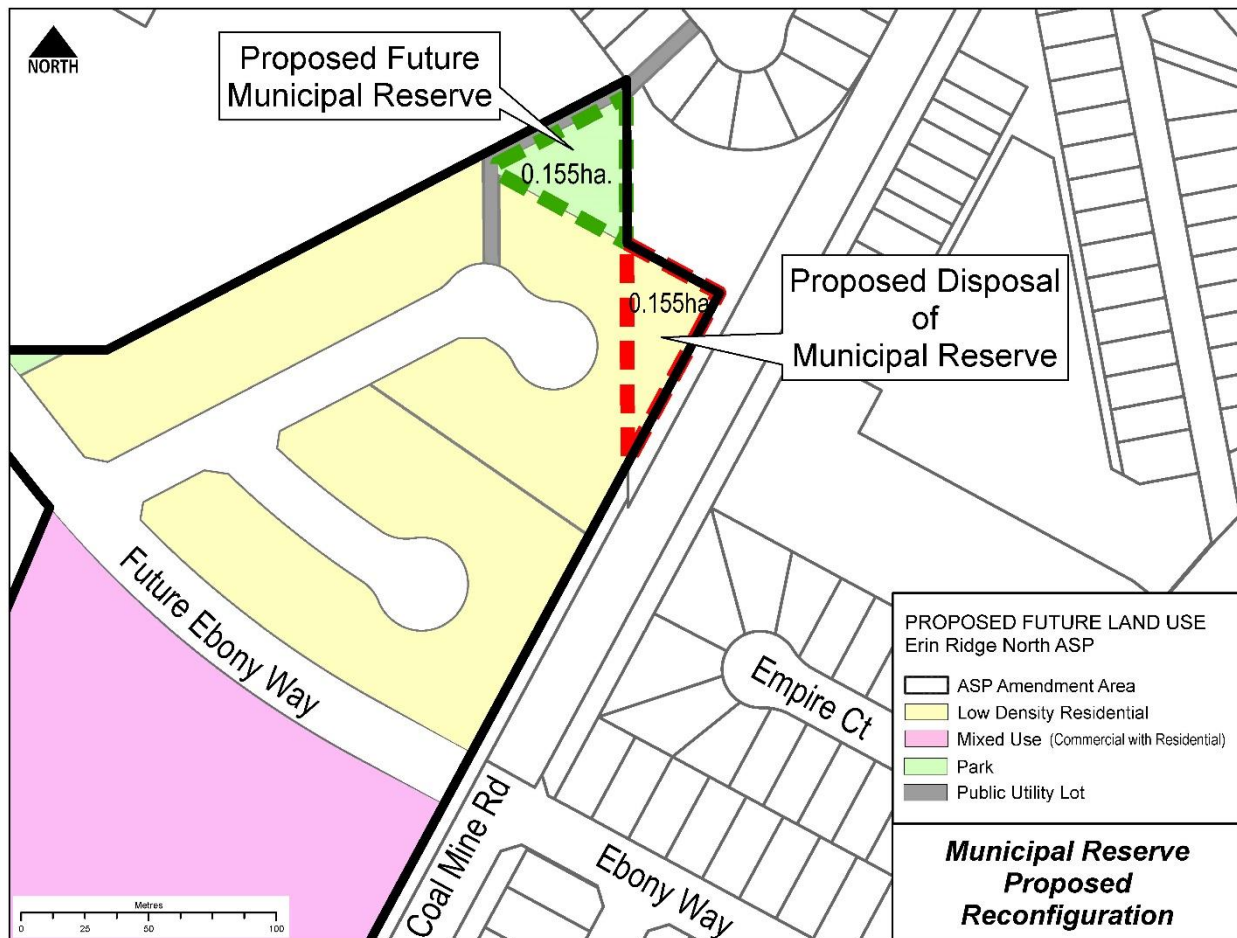 NORTH
Proposed Future
Municipal Reserve
0.155ha.
0.155ha
Proposed Disposal
of
Municipal Reserve
Future Ebony Way
Empire Ct
Coal Mine Rd
Ebony Way
PROPOSED FUTURE LAND USE
Erin Ridge North ASP
ASP Amendment Area
Low Density Residential
Mixed Use (Commercial with Residential)
Park
Public Utility Lot
Municipal Reserve
Proposed
Reconfiguration
Metres
0 25 50 100